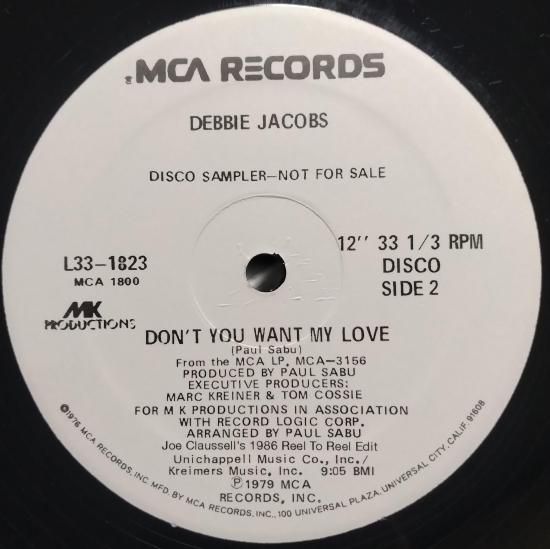 MCA RECORDS
DEBBIE JACOBS
DISCO SAMPLER—NOT FOR SALE
12'' 33 1/3 RPM
L33-1823
DISCO
MCA 1800
SIDE 2
MK
PRODUCTIONS
DON'T YOU WANT MY LOVE
(Paul Sabu)
From the MCA LP, MCA-3156
PRODUCED BY PAUL SABU
EXECUTIVE PRODUCERS:
MARC KREINER & TOM COSSIE
FOR M K PRODUCTIONS IN ASSOCIATION
WITH RECORD LOGIC CORP.
ARRANGED BY PAUL SABU
Joe Claussell's 1986 Reel To Reel Edit
Unichappell Music Co., Inc./
Kreimers Music, Inc. 9:05 BMI
Ⓟ1979 MCA
RECORDS, INC.
©1976 MCA RECORDS, INC. MFD. BY MCA RECORDS, INC., 100 UNIVERSAL PLAZA, UNIVERSAL CITY, CALIF. 91608